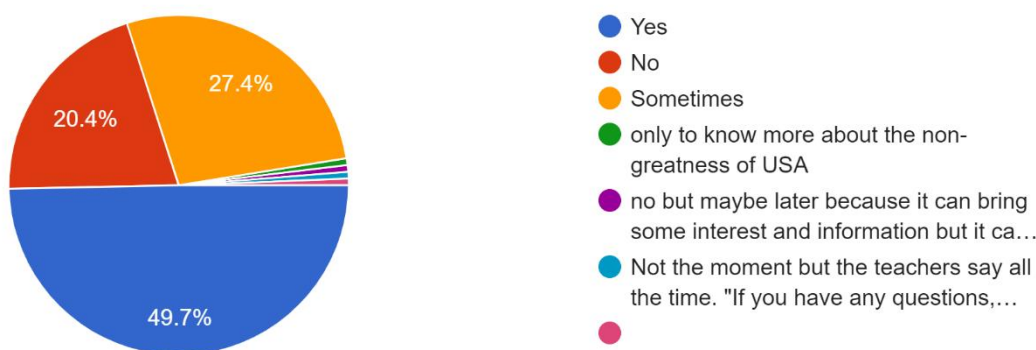 27.4%
20.4%
49.7%
Yes
No
Sometimes
only to know more about the non-
greatness of USA
no but maybe later because it can bring
some interest and information but it ca…
Not the moment but the teachers say all
the time. "If you have any questions,…